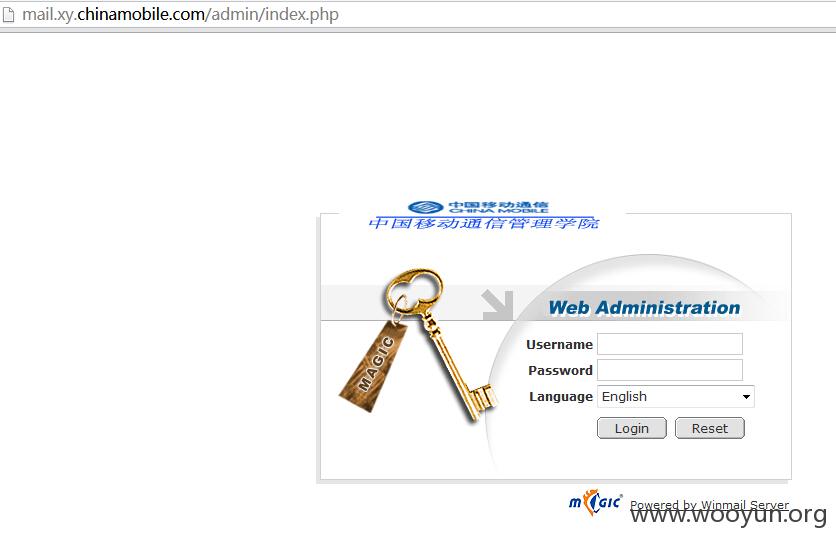 mail.xy.chinamobile.com/admin/index.php
中国移动通信
CHINA MOBILE
中国移动通信管理学院
MAGIC
Web Administration
Username
Password
Language English
Login Reset
MAGIC Powered by Winmail Server
www.wooyun.org